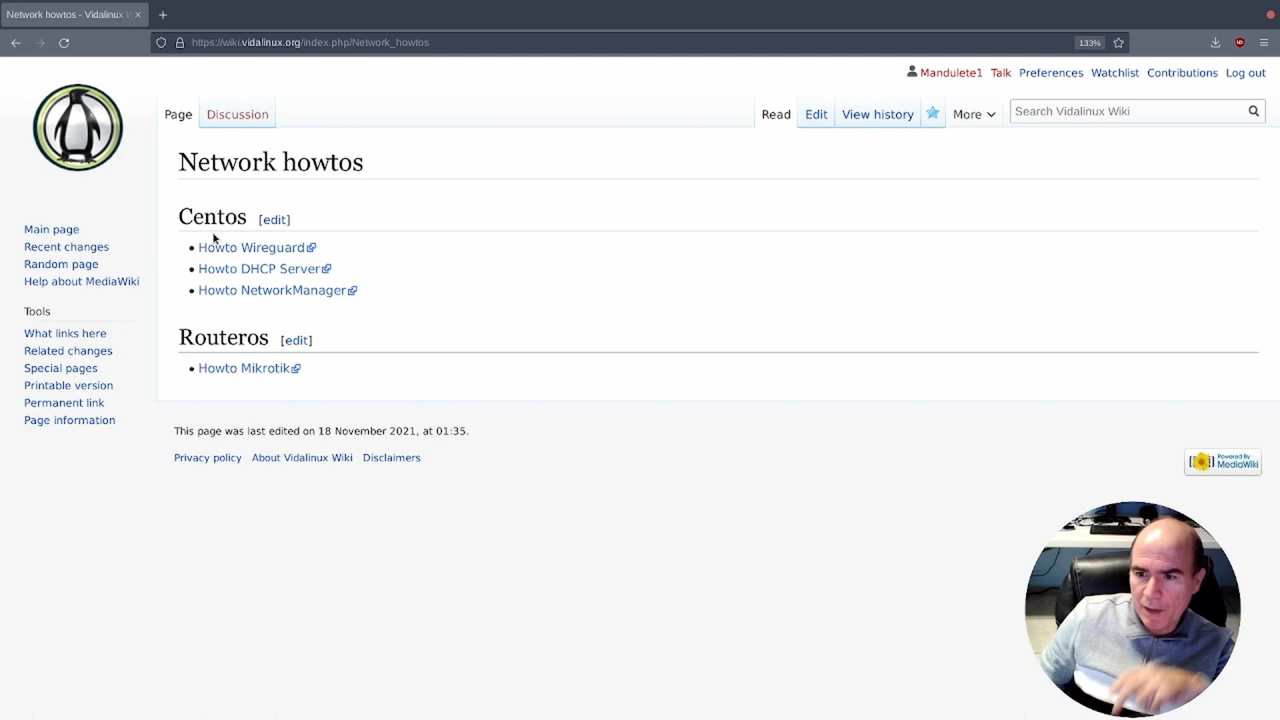 Network howtos - Vidalinux
https://wiki.vidalinux.org/index.php/Network_howtos
133%
Mandulete1 Talk Preferences Watchlist Contributions Log out
Page Discussion Read Edit View history More Search Vidalinux Wiki
Network howtos
Centos [edit]
Howto Wireguard
Howto DHCP Server
Howto NetworkManager
Routeros [edit]
Howto Mikrotik
This page was last edited on 18 November 2021, at 01:35.
Privacy policy About Vidalinux Wiki Disclaimers
Main page
Recent changes
Random page
Help about MediaWiki
Tools
What links here
Related changes
Special pages
Printable version
Permanent link
Page information
Powered By
MediaWiki